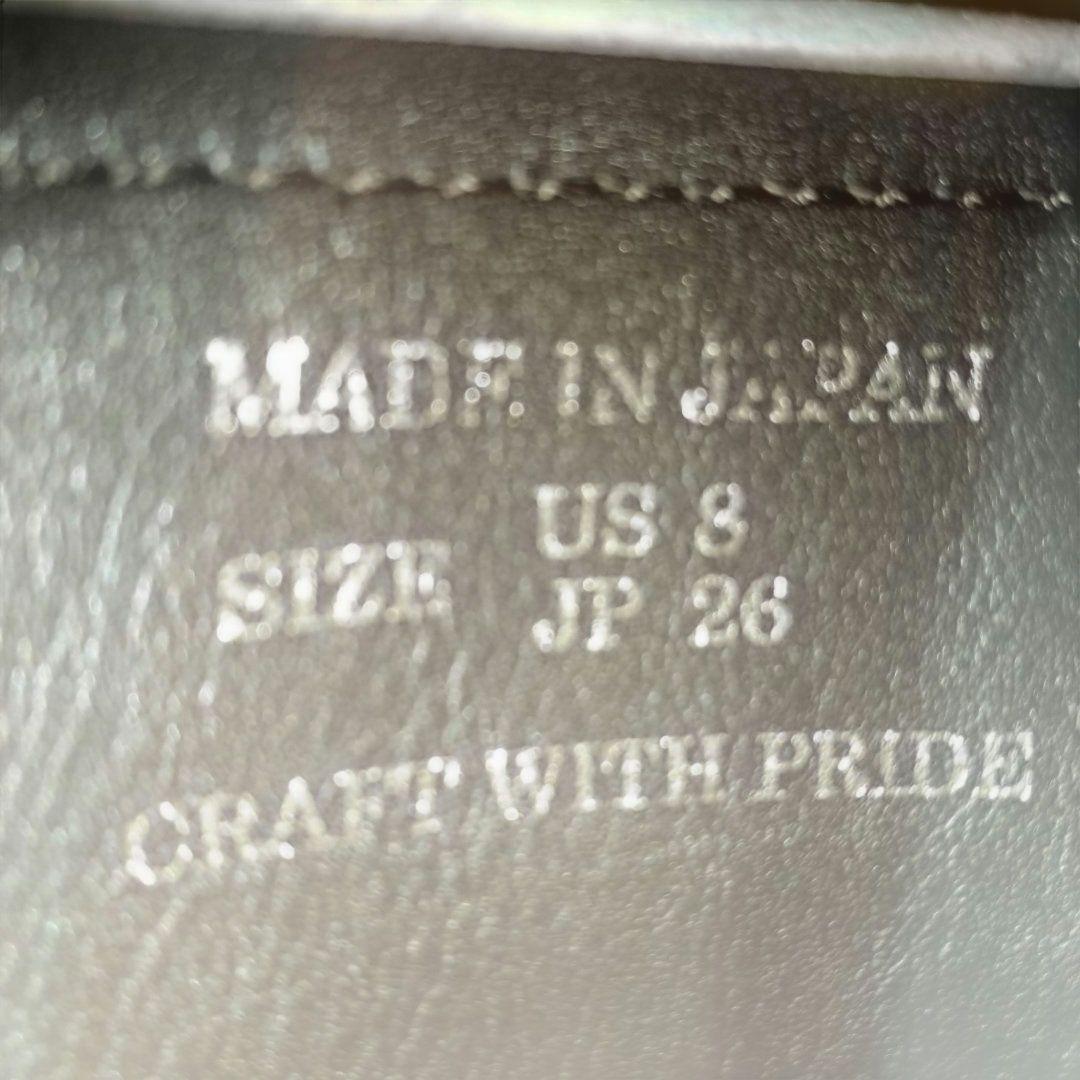 MADE IN JAPAN
SIZE US 8
JP 26
CRAFT WITH PRIDE